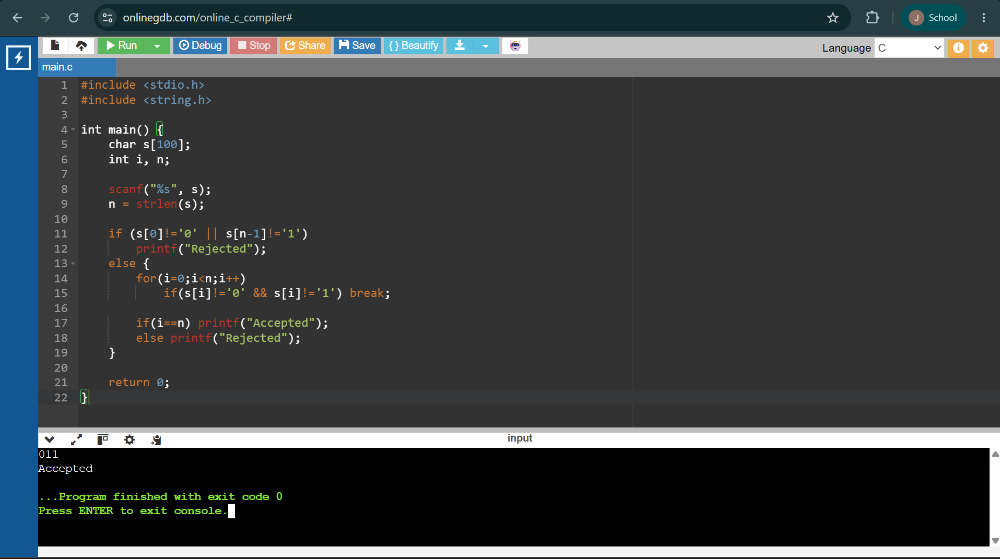 onlinegdb.com/online_c_compiler#
J School
Run Debug Stop Share Save { } Beautify Language C
main.c
1 #include <stdio.h>
2 #include <string.h>
3
4 int main() {
5     char s[100];
6     int i, n;
7
8     scanf("%s", s);
9     n = strlen(s);
10
11     if (s[0]!='0' || s[n-1]!='1')
12         printf("Rejected");
13     else {
14         for(i=0;i<n;i++)
15             if(s[i]!='0' && s[i]!='1') break;
16
17         if(i==n) printf("Accepted");
18         else printf("Rejected");
19     }
20
21     return 0;
22 }
input
011
Accepted
...Program finished with exit code 0
Press ENTER to exit console.